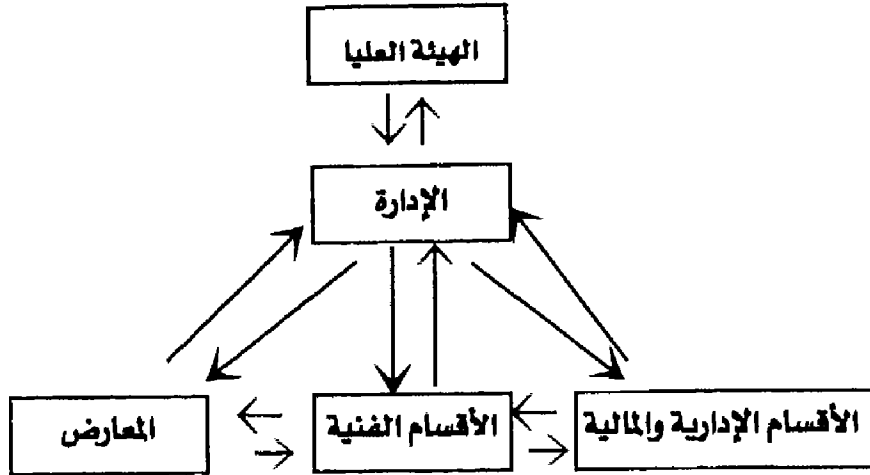 الهيئة العليا
الإدارة
الأقسام الإدارية والمالية
الأقسام الفنية
المعارض